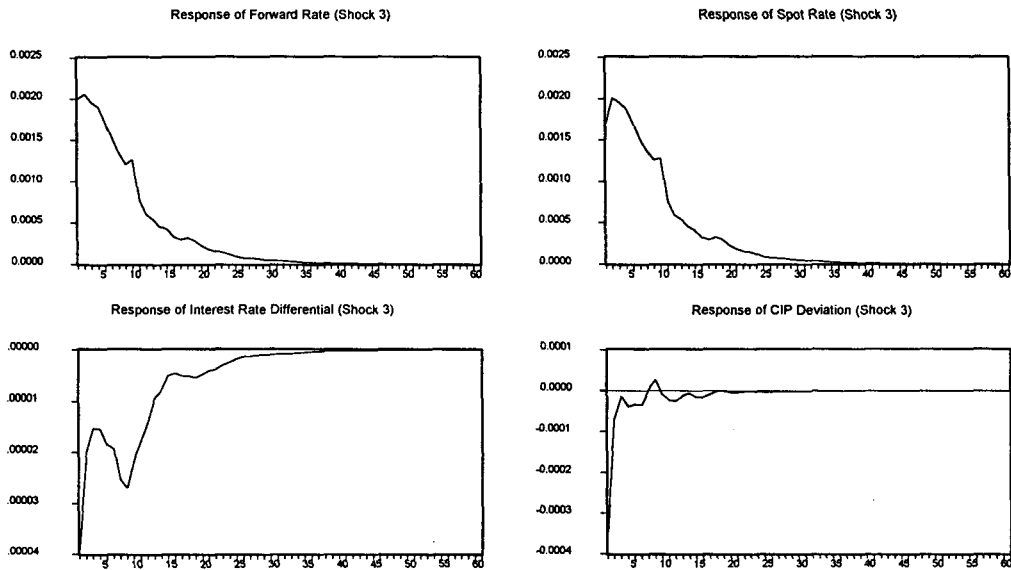 Response of Forward Rate (Shock 3)
0.0025
0.0020
0.0015
0.0010
0.0005
0.0000
5 10 15 20 25 30 35 40 45 50 55 60
Response of Spot Rate (Shock 3)
0.0025
0.0020
0.0015
0.0010
0.0005
0.0000
5 10 15 20 25 30 35 40 45 50 55 60
Response of Interest Rate Differential (Shock 3)
.00000
.00001
.00002
.00003
.00004
5 10 15 20 25 30 35 40 45 50 55 60
Response of CIP Deviation (Shock 3)
0.0001
0.0000
-0.0001
-0.0002
-0.0003
-0.0004
5 10 15 20 25 30 35 40 45 50 55 60